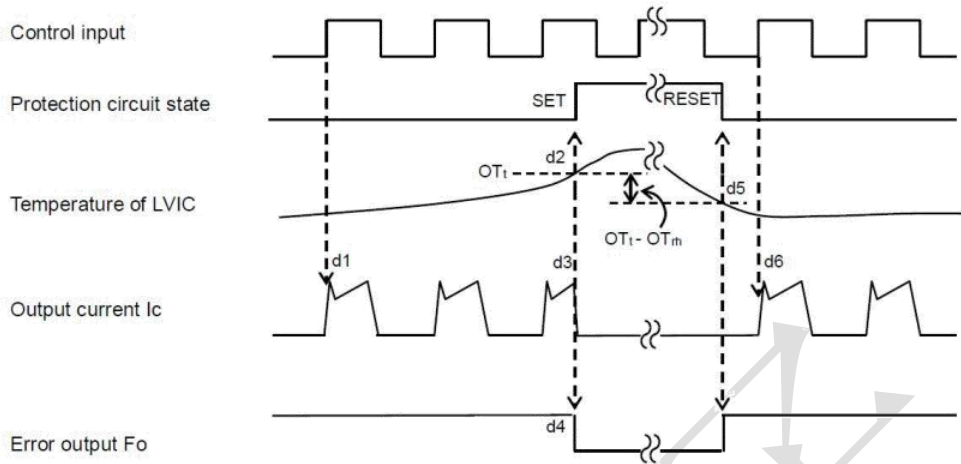 Control input
Protection circuit state
SET
RESET
d2
OTt
d5
Temperature of LVIC
OTt - OTrh
d1
d3
d6
Output current Ic
d4
Error output Fo